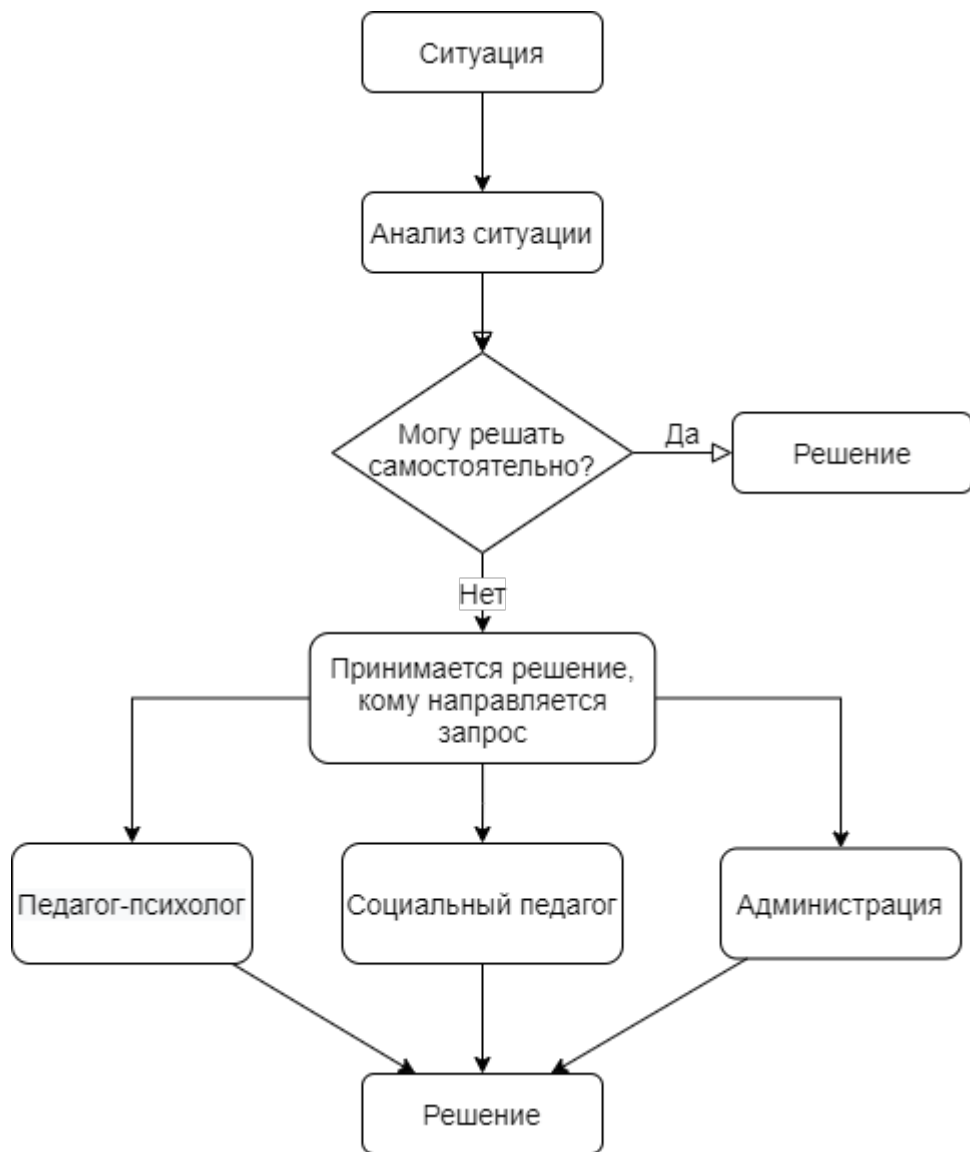 Ситуация
Анализ ситуации
Могу решать
самостоятельно?
Да
Решение
Нет
Принимается решение,
кому направляется
запрос
Педагог-психолог
Социальный педагог
Администрация
Решение